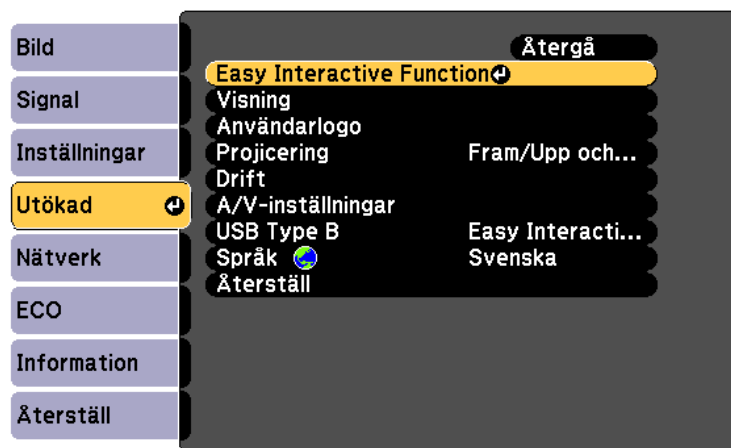 Bild
Signal
Inställningar
Utökad
Nätverk
ECO
Information
Återställ
Återgå
Easy Interactive Function
Visning
Användarlogo
Projicering Fram/Upp och...
Drift
A/V-inställningar
USB Type B Easy Interacti...
Språk Svenska
Återställ